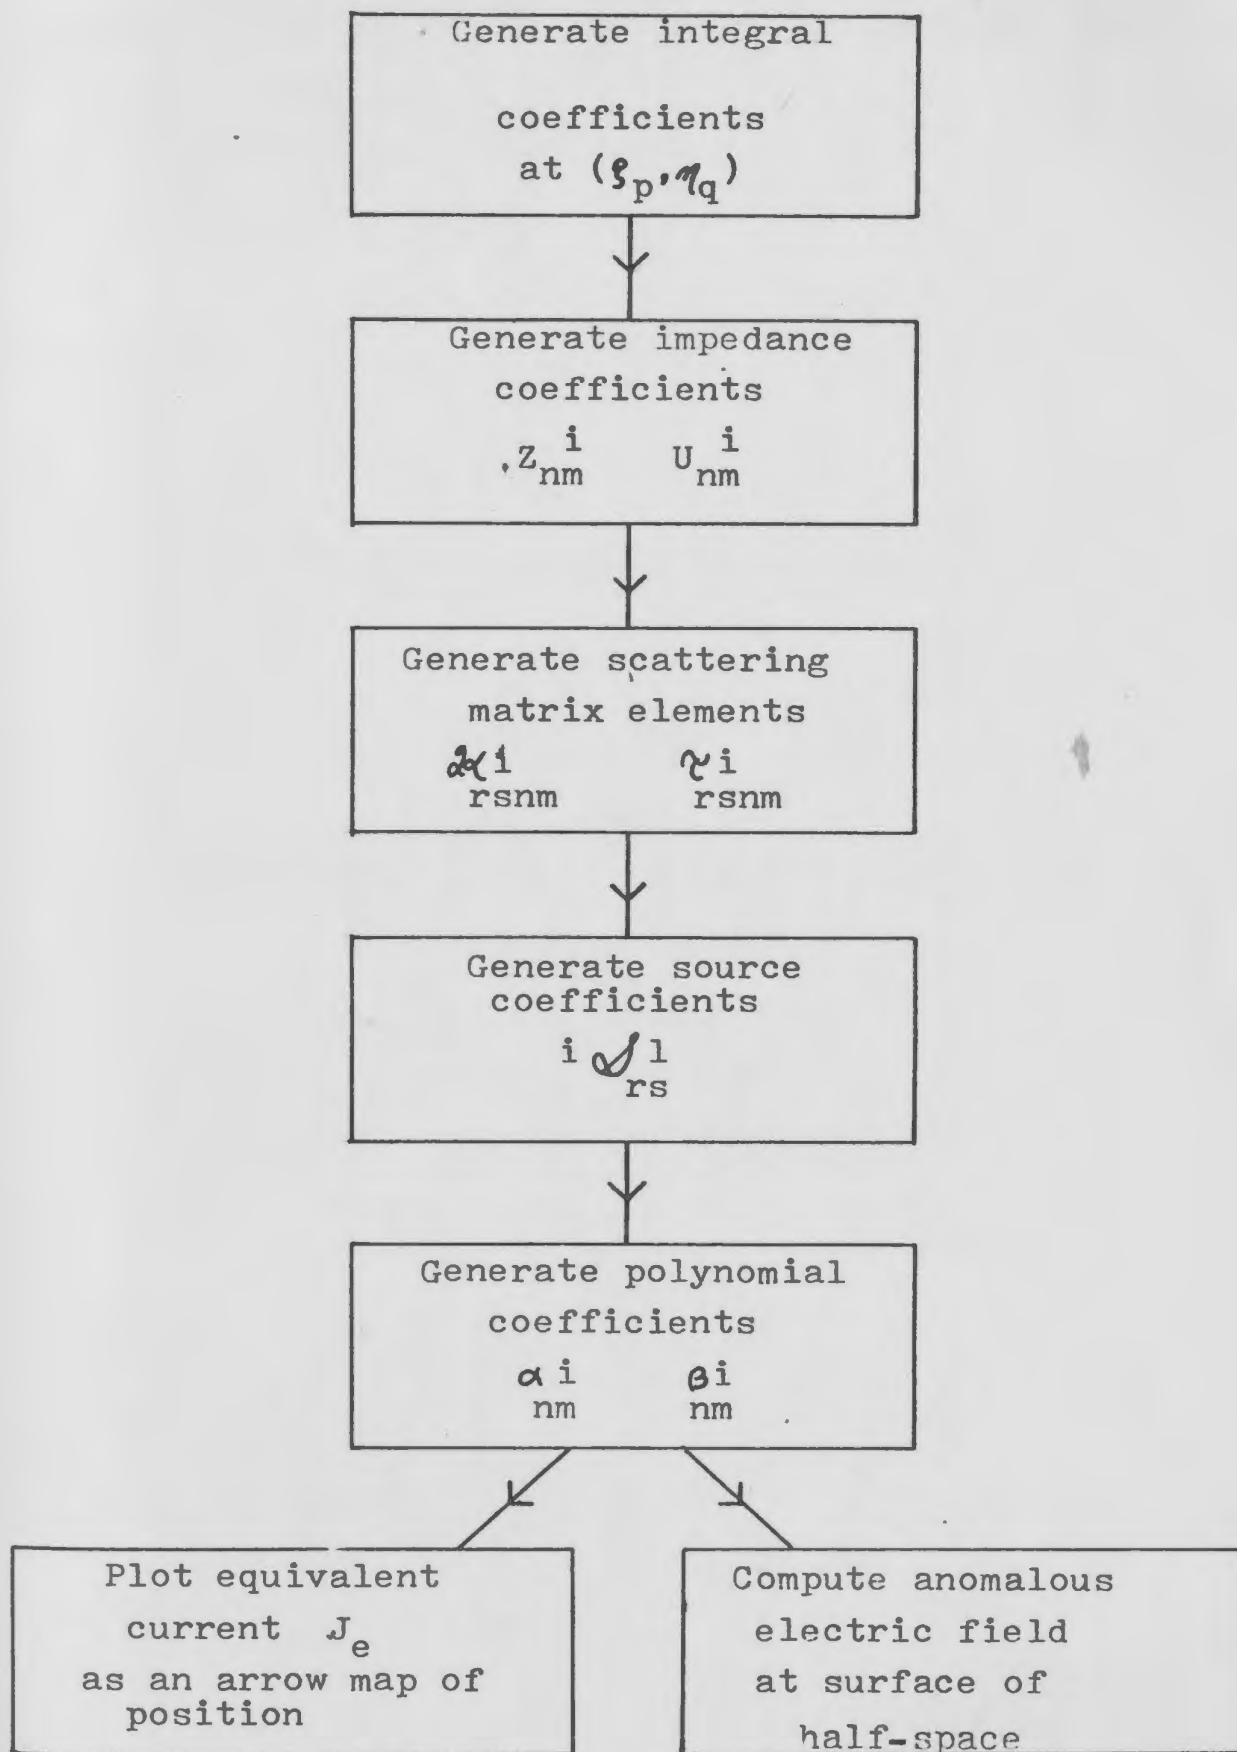 Generate integral
coefficients
at (ξp,ηq)
Generate impedance
coefficients
Z i nm U i nm
Generate scattering
matrix elements
i i
rsnm rsnm
Generate source
coefficients
i 𝒮 l
rs
Generate polynomial
coefficients
α i β i
nm nm
Plot equivalent
current Je
as an arrow map of
position
Compute anomalous
electric field
at surface of
half-space